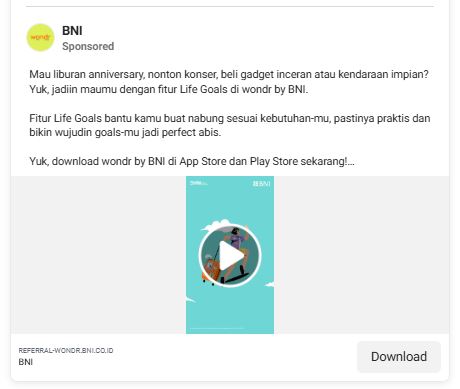 wondr
BNI
Sponsored
Mau liburan anniversary, nonton konser, beli gadget inceran atau kendaraan impian?
Yuk, jadiin maumu dengan fitur Life Goals di wondr by BNI.
Fitur Life Goals bantu kamu buat nabung sesuai kebutuhan-mu, pastinya praktis dan
bikin wujudin goals-mu jadi perfect abis.
Yuk, download wondr by BNI di App Store dan Play Store sekarang!...
BNI
REFERRAL-WONDR.BNI.CO.ID
BNI
Download